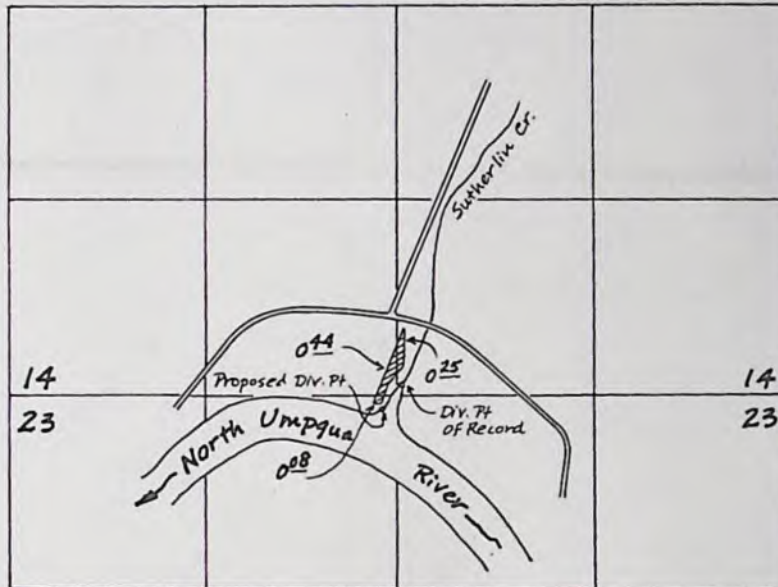 Sutherlin Cr.
0 44
0 25
14
14
Proposed Div. Pt
23
23
Div. Pt
of Record
North Umpqua
River
0 08